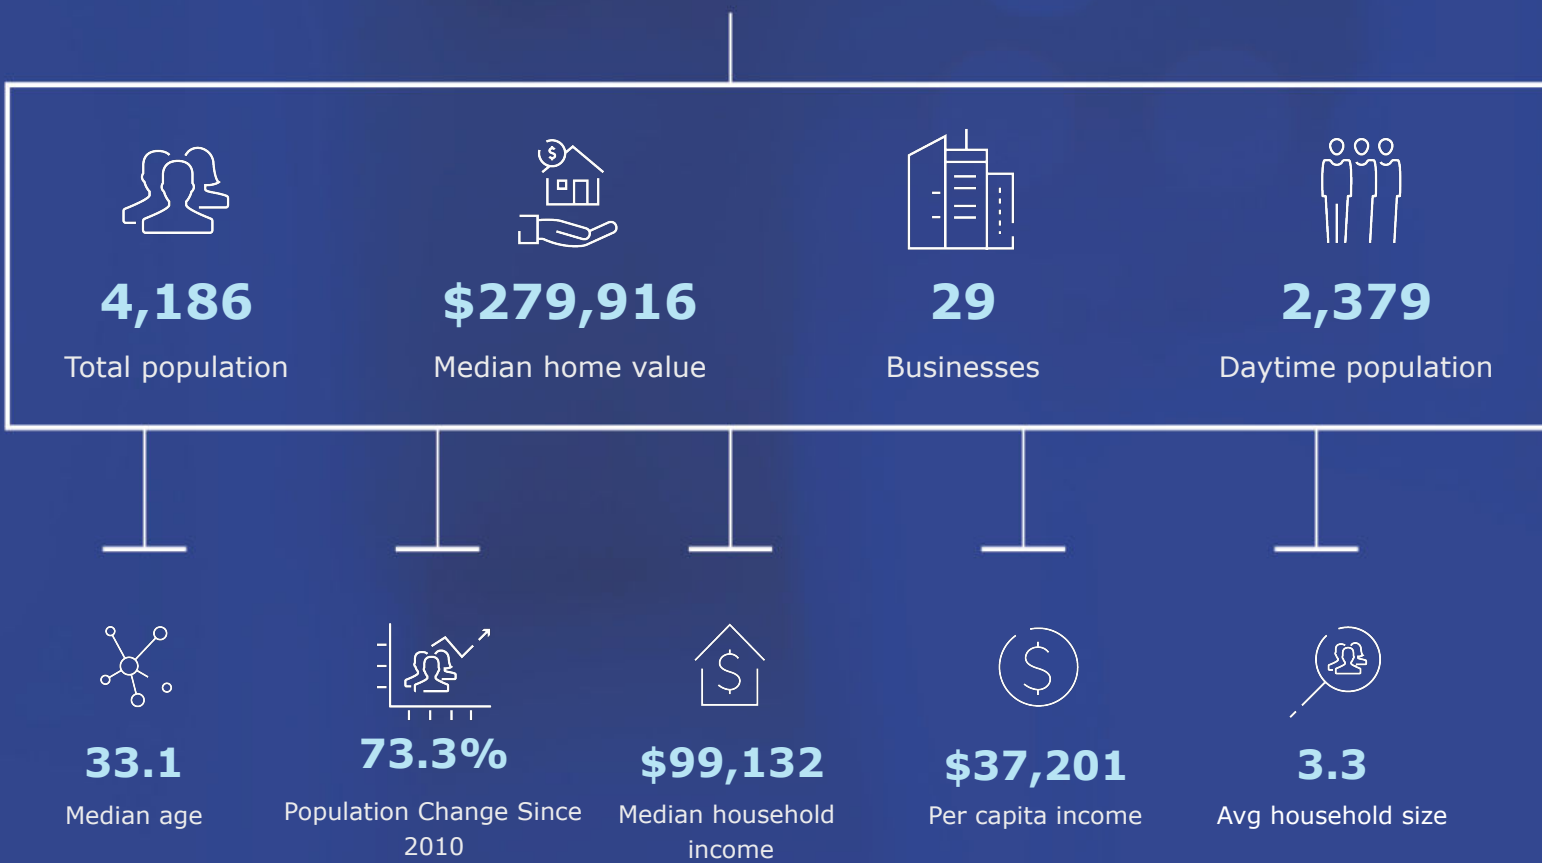 4,186
Total population
$279,916
Median home value
29
Businesses
2,379
Daytime population
33.1
Median age
73.3%
Population Change Since
2010
$99,132
Median household
income
$37,201
Per capita income
3.3
Avg household size